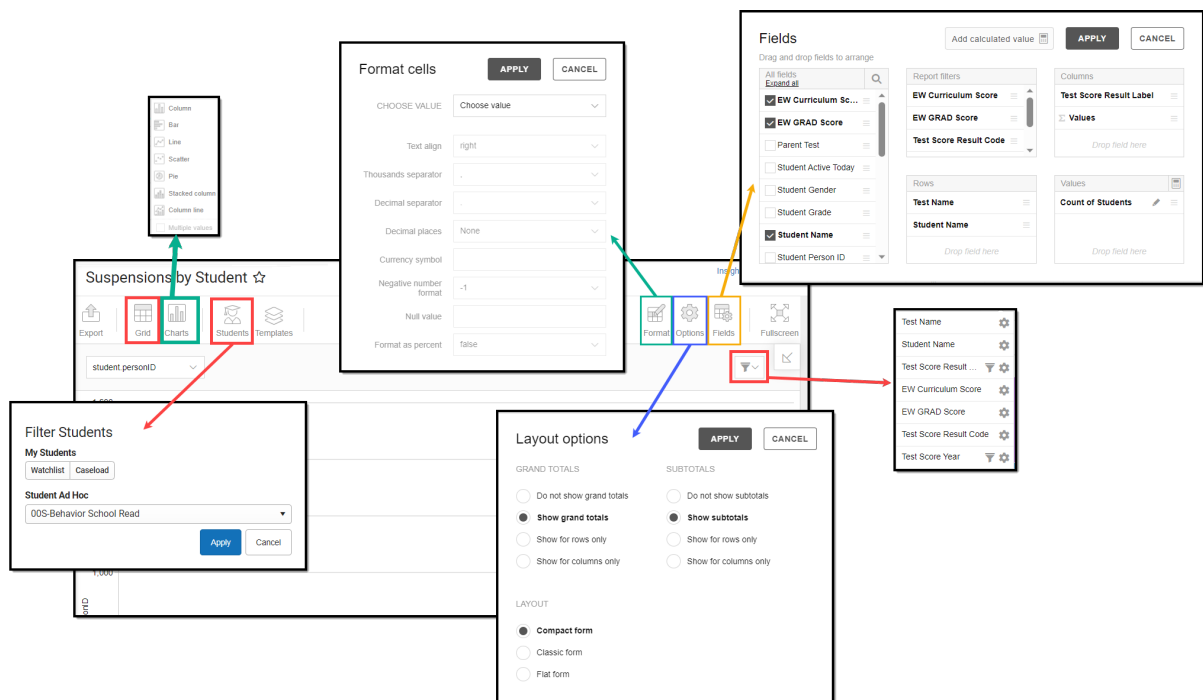 Column
Bar
Line
Scatter
Pie
Stacked column
Column line
Multiple values
Format cells
APPLY
CANCEL
CHOOSE VALUE
Choose value
Text align
right
Thousands separator
,
Decimal separator
.
Decimal places
None
Currency symbol
Negative number format
-1
Null value
Format as percent
false
Fields
Add calculated value
APPLY
CANCEL
Drag and drop fields to arrange
All fields
Expand all
EW Curriculum Sc...
EW GRAD Score
Parent Test
Student Active Today
Student Gender
Student Grade
Student Name
Student Person ID
Report filters
EW Curriculum Score
EW GRAD Score
Test Score Result Code
Columns
Test Score Result Label
Σ Values
Drop field here
Rows
Test Name
Student Name
Drop field here
Values
Count of Students
Drop field here
Suspensions by Student
Insigh
Export
Grid
Charts
Students
Templates
Format
Options
Fields
Fullscreen
student.personID
1,600
1,000
onID
Filter Students
My Students
Watchlist
Caseload
Student Ad Hoc
00S-Behavior School Read
Apply
Cancel
Layout options
APPLY
CANCEL
GRAND TOTALS
Do not show grand totals
Show grand totals
Show for rows only
Show for columns only
SUBTOTALS
Do not show subtotals
Show subtotals
Show for rows only
Show for columns only
LAYOUT
Compact form
Classic form
Flat form
Test Name
Student Name
Test Score Result ...
EW Curriculum Score
EW GRAD Score
Test Score Result Code
Test Score Year